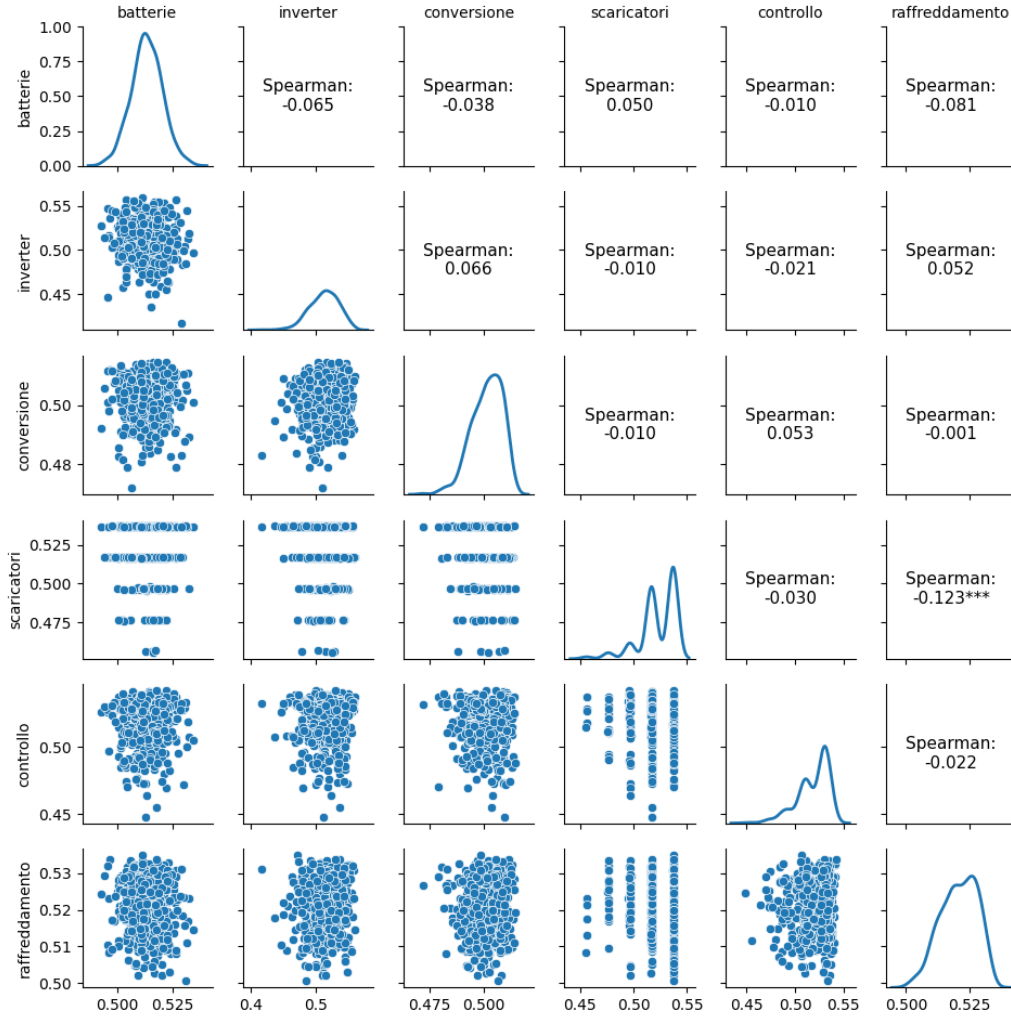 batterie inverter conversione scaricatori controllo raffreddamento
1.00
0.75
0.50
0.25
0.00
batterie
Spearman:
-0.065
Spearman:
-0.038
Spearman:
0.050
Spearman:
-0.010
Spearman:
-0.081
0.55
0.50
0.45
inverter
Spearman:
0.066
Spearman:
-0.010
Spearman:
-0.021
Spearman:
0.052
0.50
0.48
conversione
Spearman:
-0.010
Spearman:
0.053
Spearman:
-0.001
0.525
0.500
0.475
scaricatori
Spearman:
-0.030
Spearman:
-0.123***
0.50
0.45
controllo
Spearman:
-0.022
0.53
0.52
0.51
0.50
raffreddamento
0.500 0.525 0.4 0.5 0.475 0.500 0.45 0.50 0.55 0.45 0.50 0.55 0.500 0.525